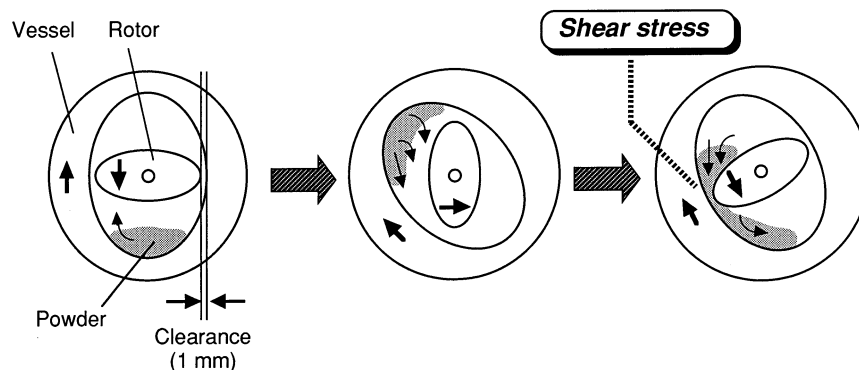 Vessel
Rotor
Shear stress
Powder
Clearance
(1 mm)